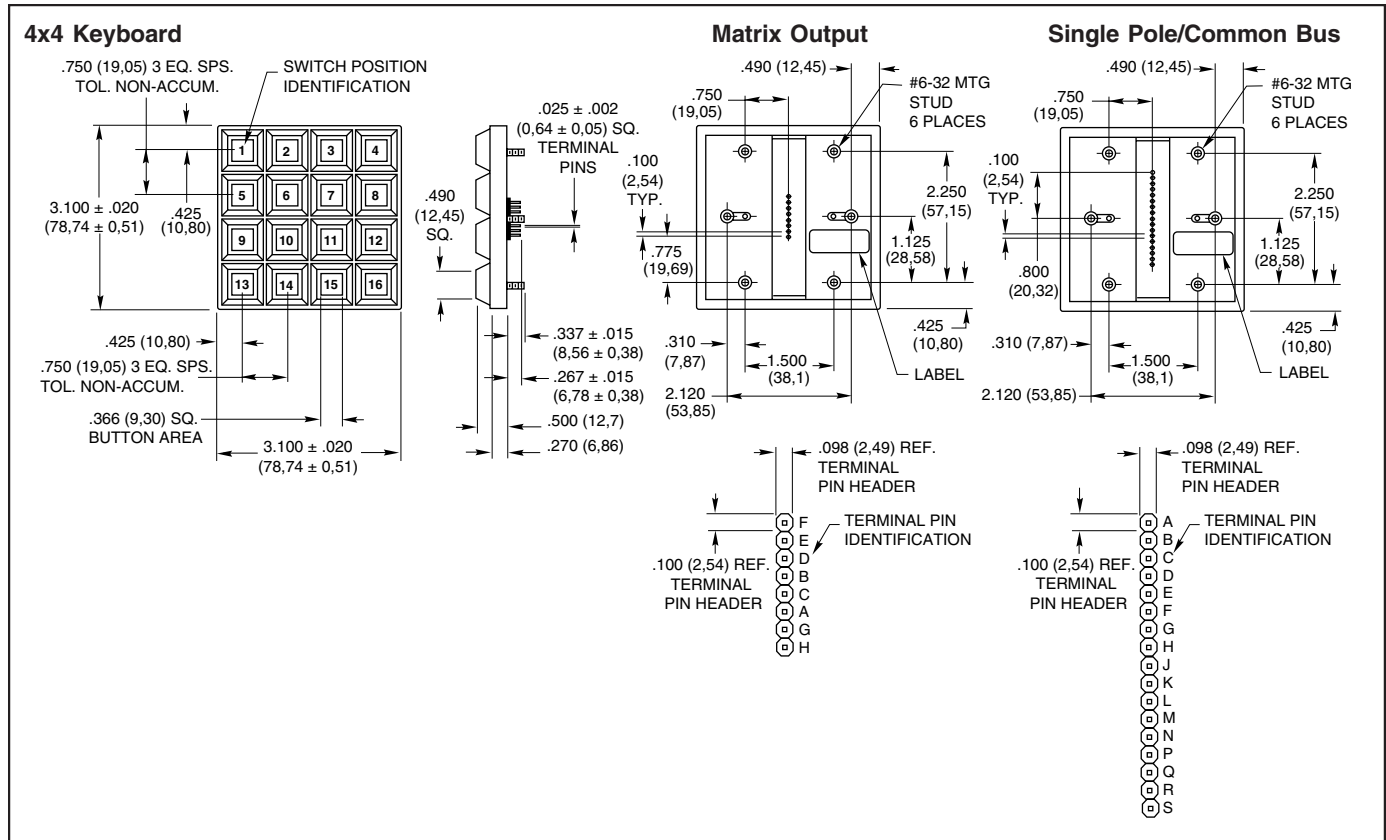 4x4 Keyboard
.750 (19,05) 3 EQ. SPS.
TOL. NON-ACCUM.
SWITCH POSITION
IDENTIFICATION
1 2 3 4
5 6 7 8
9 10 11 12
13 14 15 16
3.100 ± .020
(78,74 ± 0,51)
.425
(10,80)
.425 (10,80)
.750 (19,05) 3 EQ. SPS.
TOL. NON-ACCUM.
.366 (9,30) SQ.
BUTTON AREA
3.100 ± .020
(78,74 ± 0,51)
.025 ± .002
(0,64 ± 0,05) SQ.
TERMINAL
PINS
.490
(12,45)
SQ.
.337 ± .015
(8,56 ± 0,38)
.267 ± .015
(6,78 ± 0,38)
.500 (12,7)
.270 (6,86)
Matrix Output
.490 (12,45)
.750
(19,05)
#6-32 MTG
STUD
6 PLACES
.100
(2,54)
TYP.
2.250
(57,15)
1.125
(28,58)
.775
(19,69)
.425
(10,80)
.310
(7,87)
1.500
(38,1)
LABEL
2.120
(53,85)
.098 (2,49) REF.
TERMINAL
PIN HEADER
TERMINAL PIN
IDENTIFICATION
.100 (2,54) REF.
TERMINAL
PIN HEADER
F
E
D
B
C
A
G
H
Single Pole/Common Bus
.490 (12,45)
.750
(19,05)
#6-32 MTG
STUD
6 PLACES
.100
(2,54)
TYP.
2.250
(57,15)
1.125
(28,58)
.800
(20,32)
.425
(10,80)
.310 (7,87)
1.500
(38,1)
LABEL
2.120 (53,85)
.098 (2,49) REF.
TERMINAL
PIN HEADER
TERMINAL PIN
IDENTIFICATION
.100 (2,54) REF.
TERMINAL
PIN HEADER
A
B
C
D
E
F
G
H
J
K
L
M
N
P
Q
R
S